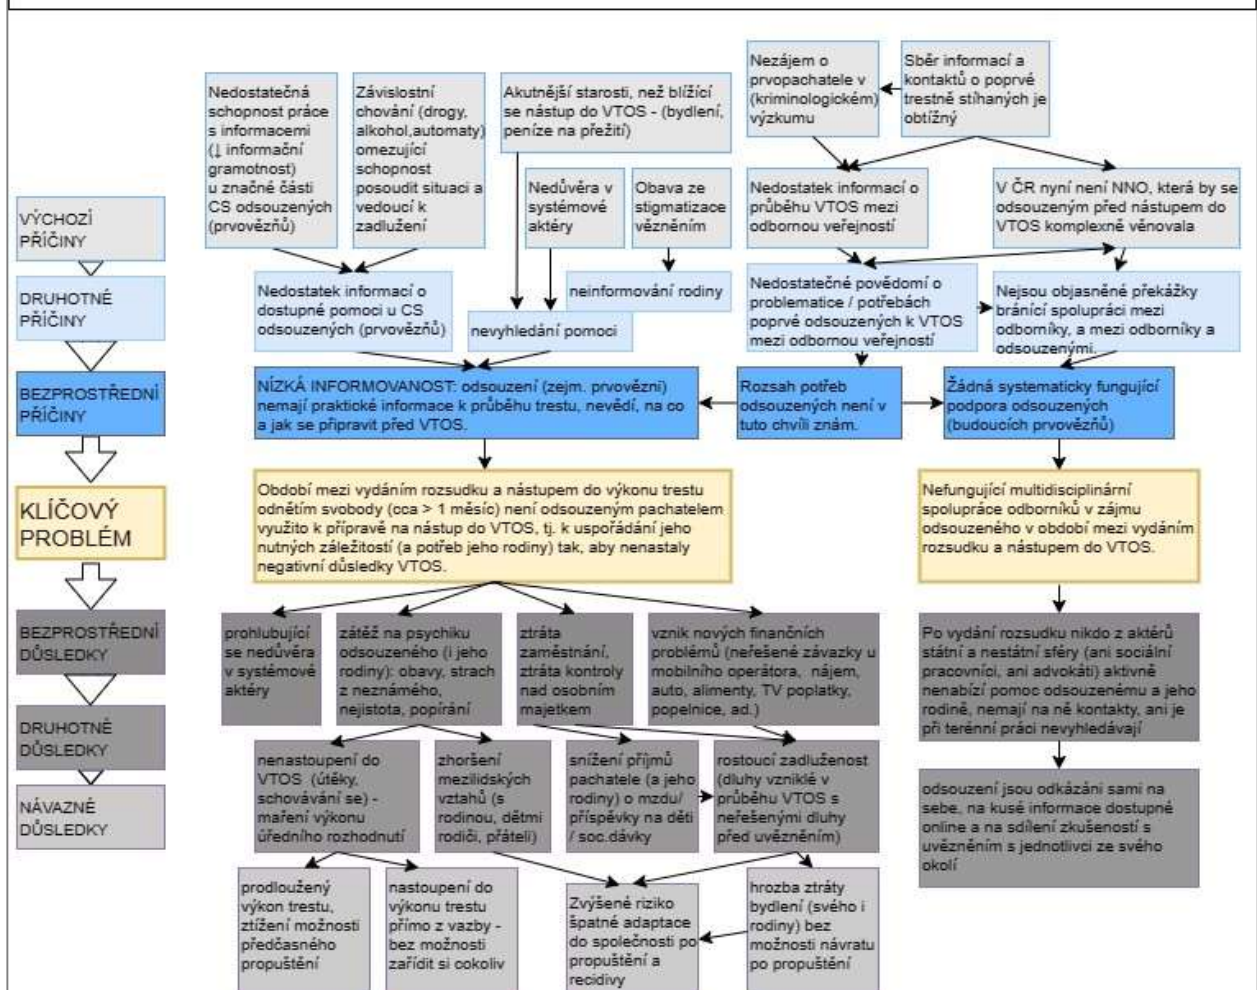 Nedostatečná
schopnost práce
s informacemi
(↓ informační
gramotnost)
u značné části
CS odsouzených
(prvovězňů)
Závislostní
chování (drogy,
alkohol,automaty)
omezující
schopnost
posoudit situaci a
vedoucí k
zadlužení
Akutnější starosti, než blížící
se nástup do VTOS - (bydlení,
peníze na přežití)
Nezájem o
prvopachatele v
(kriminologickém)
výzkumu
Sběr informací a
kontaktů o poprvé
trestně stíhaných je
obtížný
Nedůvěra v
systémové
aktéry
Obava ze
stigmatizace
vězněním
Nedostatek informací o
průběhu VTOS mezi
odbornou veřejností
V ČR nyní není NNO, která by se
odsouzeným před nástupem do
VTOS komplexně věnovala
VÝCHOZÍ
PŘÍČINY
DRUHOTNÉ
PŘÍČINY
Nedostatek informací o
dostupné pomoci u CS
odsouzených (prvovězňů)
neinformování rodiny
nevyhledání pomoci
Nedostatečné povědomí o
problematice / potřebách
poprvé odsouzených k VTOS
mezi odbornou veřejností
Nejsou objasněné překážky
bránící spolupráci mezi
odborníky, a mezi odborníky a
odsouzenými.
BEZPROSTŘEDNÍ
PŘÍČINY
NÍZKÁ INFORMOVANOST: odsouzení (zejm. prvovězni)
nemají praktické informace k průběhu trestu, nevědí, na co
a jak se připravit před VTOS.
Rozsah potřeb
odsouzených není v
tuto chvíli znám.
Žádná systematicky fungující
podpora odsouzených
(budoucích prvovězňů)
KLÍČOVÝ
PROBLÉM
Období mezi vydáním rozsudku a nástupem do výkonu trestu
odnětím svobody (cca > 1 měsíc) není odsouzeným pachatelem
využito k přípravě na nástup do VTOS, tj. k uspořádání jeho
nutných záležitostí (a potřeb jeho rodiny) tak, aby nenastaly
negativní důsledky VTOS.
Nefungující multidisciplinární
spolupráce odborníků v zájmu
odsouzeného v období mezi vydáním
rozsudku a nástupem do VTOS.
BEZPROSTŘEDNÍ
DŮSLEDKY
prohlubující
se nedůvěra
v systémové
aktéry
zátěž na psychiku
odsouzeného (i jeho
rodiny): obavy, strach
z neznámého,
nejistota, popírání
ztráta
zaměstnání,
ztráta kontroly
nad osobním
majetkem
vznik nových finančních
problémů (neřešené závazky u
mobilního operátora,  nájem,
auto, alimenty, TV poplatky,
popelnice, ad.)
Po vydání rozsudku nikdo z aktérů
státní a nestátní sféry (ani sociální
pracovníci, ani advokáti) aktivně
nenabízí pomoc odsouzenému a jeho
rodině, nemají na ně kontakty, ani je
při terénní práci nevyhledávají
DRUHOTNÉ
DŮSLEDKY
nenastoupení do
VTOS  (útěky,
schovávání se) -
maření výkonu
úředního rozhodnutí
zhoršení
mezilidských
vztahů (s
rodinou, dětmi
rodiči, přáteli)
snížení příjmů
pachatele (a jeho
rodiny) o mzdu/
příspěvky na děti
/ soc.dávky
rostoucí zadluženost
(dluhy vzniklé v
průběhu VTOS s
neřešenými dluhy
před uvězněním)
odsouzení jsou odkázáni sami na
sebe, na kusé informace dostupné
online a na sdílení zkušeností s
uvězněním s jednotlivci ze svého
okolí
NÁVAZNÉ
DŮSLEDKY
prodloužený
výkon trestu,
ztížení možnosti
předčasného
propuštění
nastoupení do
výkonu trestu
přímo z vazby -
bez možnosti
zařídit si cokoliv
Zvýšené riziko
špatné adaptace
do společnosti po
propuštění a
recidivy
hrozba ztráty
bydlení (svého i
rodiny) bez
možnosti návratu
po propuštění